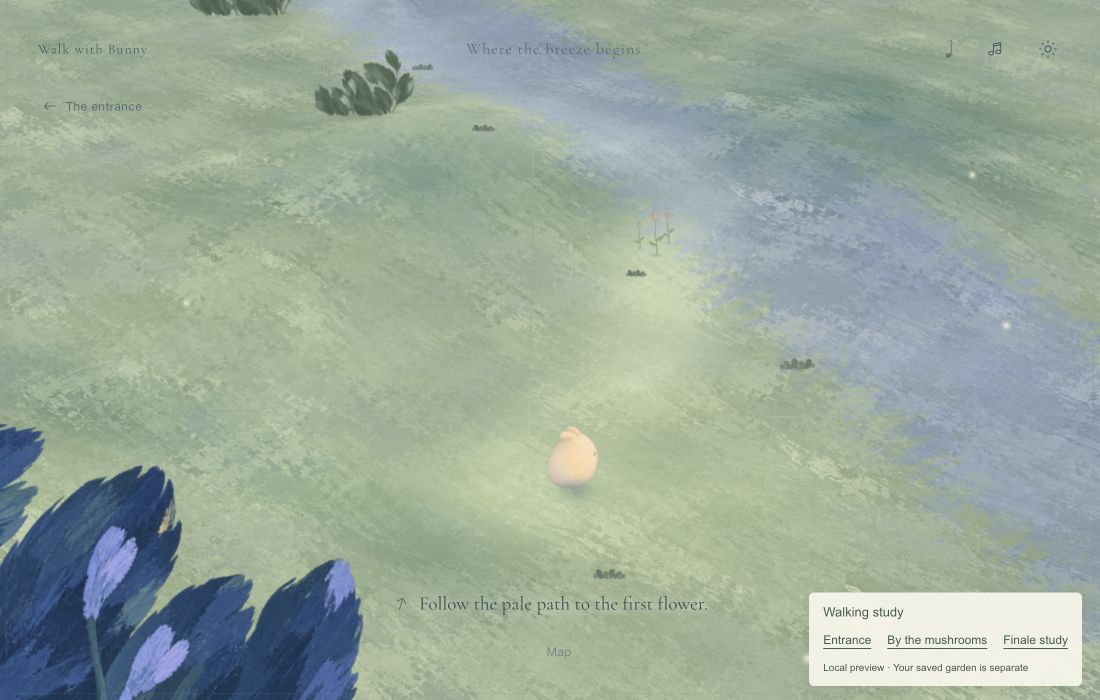 Walk with Bunny
Where the breeze begins
← The entrance
Follow the pale path to the first flower.
Map
Walking study
Entrance By the mushrooms Finale study
Local preview · Your saved garden is separate